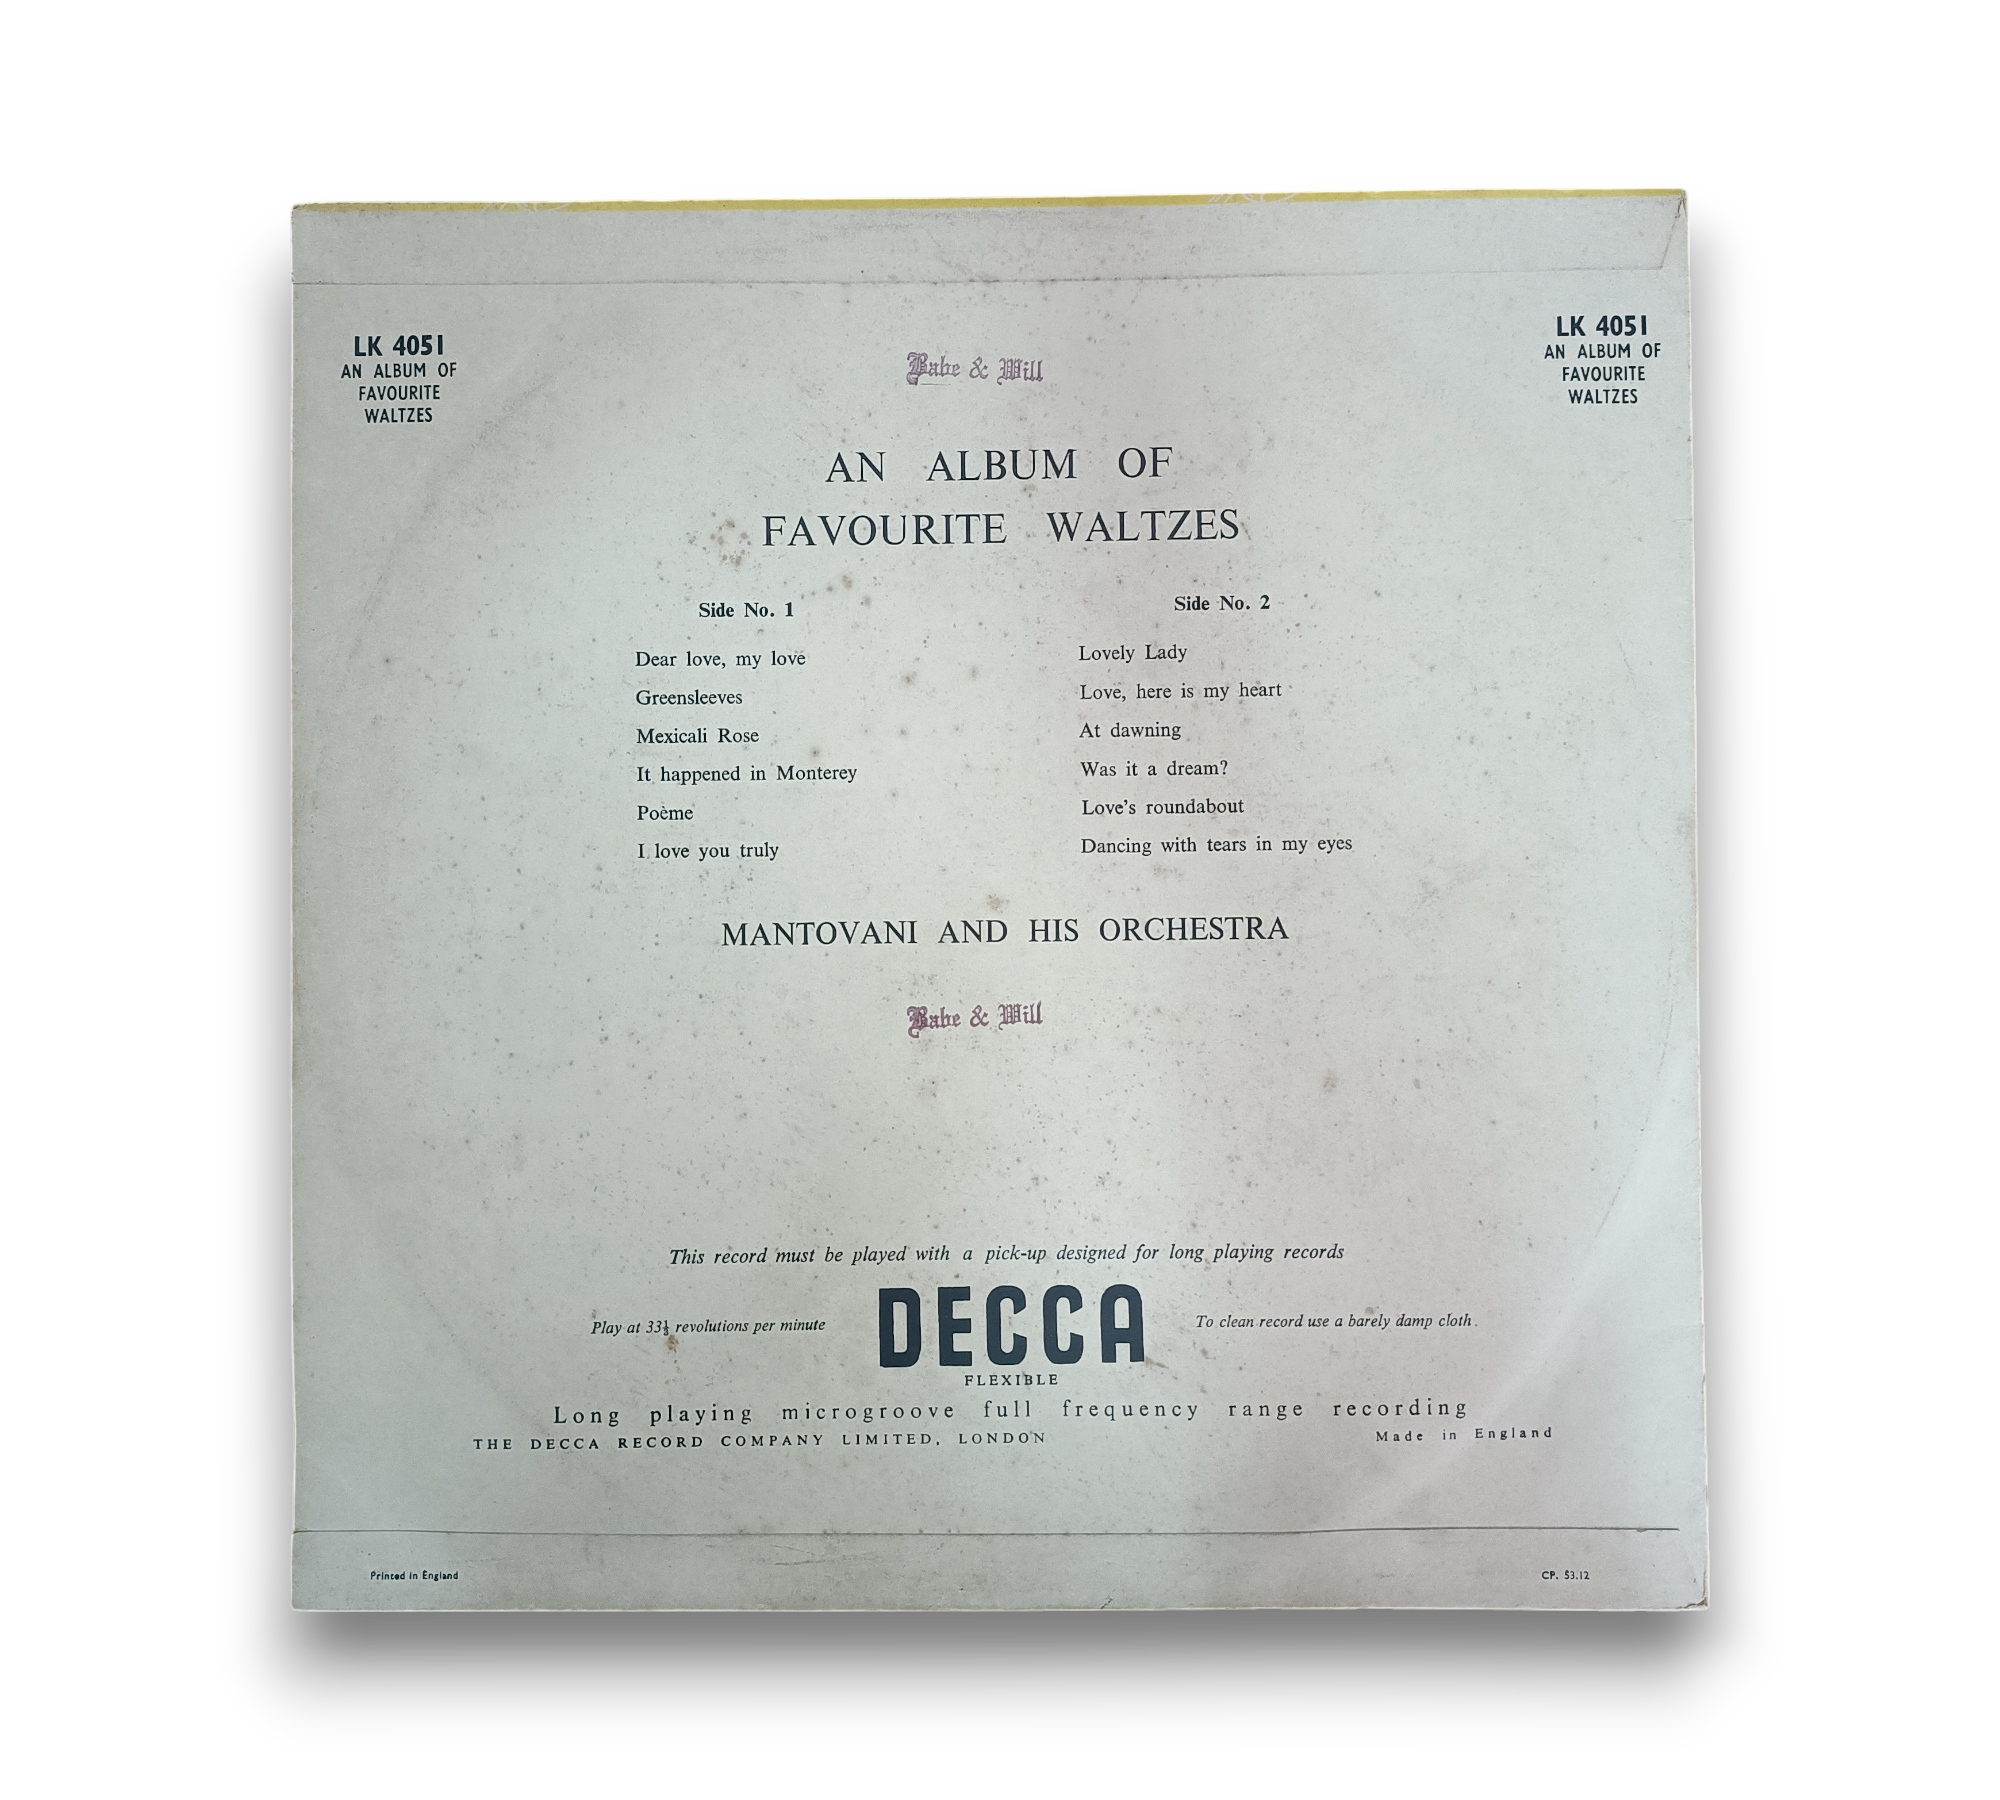 LK 4051
AN ALBUM OF
FAVOURITE
WALTZES
LK 4051
AN ALBUM OF
FAVOURITE
WALTZES
Babe & Will
AN ALBUM OF
FAVOURITE WALTZES
Side No. 1
Dear love, my love
Greensleeves
Mexicali Rose
It happened in Monterey
Poème
I love you truly
Side No. 2
Lovely Lady
Love, here is my heart
At dawning
Was it a dream?
Love's roundabout
Dancing with tears in my eyes
MANTOVANI AND HIS ORCHESTRA
Babe & Will
This record must be played with a pick-up designed for long playing records
Play at 33⅓ revolutions per minute
DECCA
To clean record use a barely damp cloth.
FLEXIBLE
Long playing microgroove full frequency range recording
THE DECCA RECORD COMPANY LIMITED, LONDON
Made in England
Printed in England
CP. 53.12